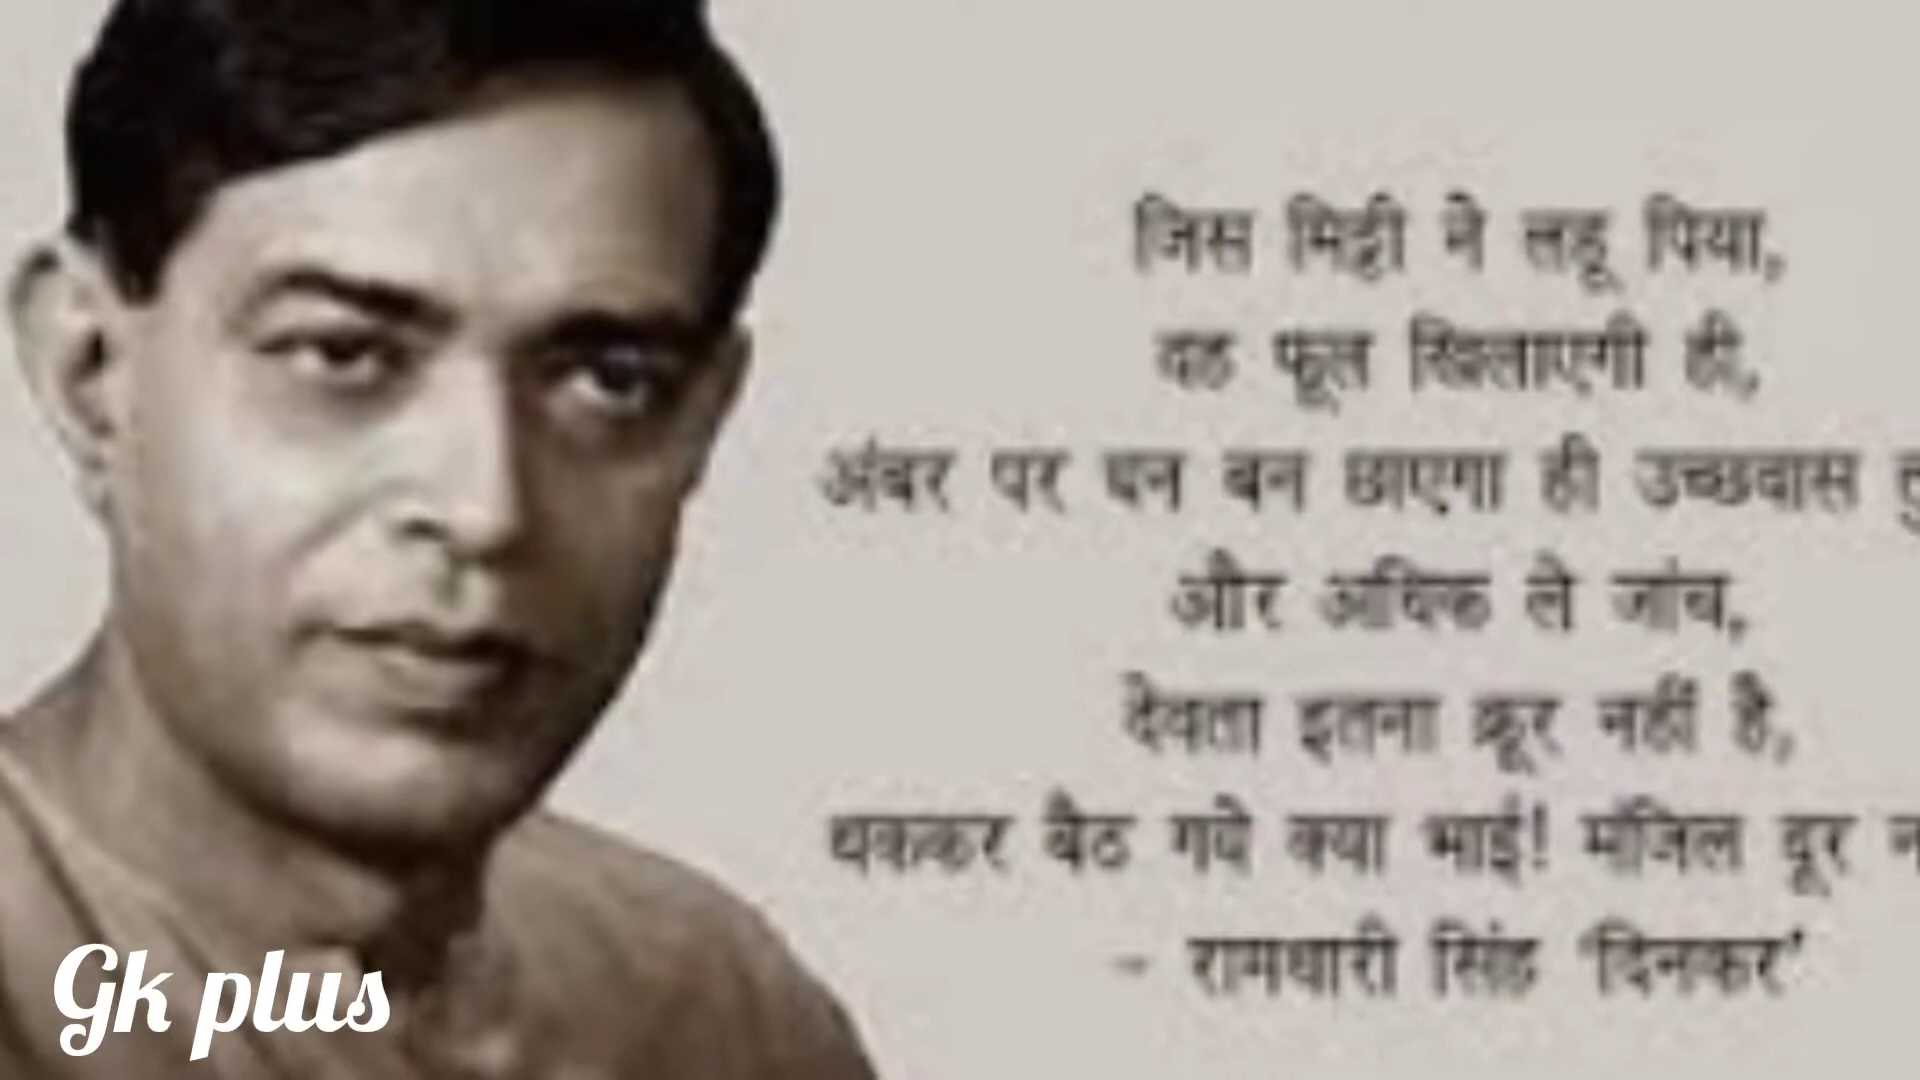 जिस मिट्टी ने लहू पिया,
वह फूल खिलाएगी ही,
अंबर पर घन बन छाएगा ही उच्छवास
और अधिक ले जांच,
देवता इतना क्रूर नहीं है,
थककर बैठ गये क्या भाई! मंजिल दूर
- रामधारी सिंह 'दिनकर'
Gk plus